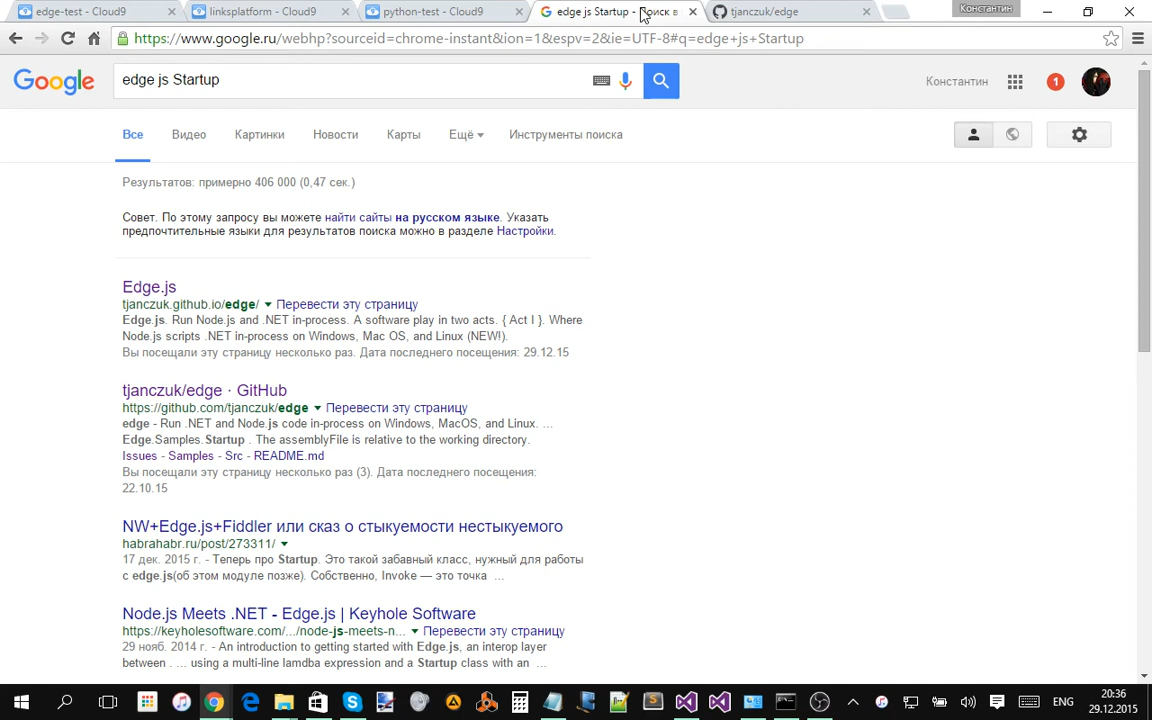 edge-test - Cloud9
linksplatform - Cloud9
python-test - Cloud9
edge js Startup - Поиск в
tjanczuk/edge
Константин
https://www.google.ru/webhp?sourceid=chrome-instant&ion=1&espv=2&ie=UTF-8#q=edge+js+Startup
Google
edge js Startup
Константин
1
Все
Видео
Картинки
Новости
Карты
Ещё
Инструменты поиска
Результатов: примерно 406 000 (0,47 сек.)
Совет. По этому запросу вы можете найти сайты на русском языке. Указать
предпочтительные языки для результатов поиска можно в разделе Настройки.
Edge.js
tjanczuk.github.io/edge/ Перевести эту страницу
Edge.js. Run Node.js and .NET in-process. A software play in two acts. { Act I }. Where
Node.js scripts .NET in-process on Windows, Mac OS, and Linux (NEW!).
Вы посещали эту страницу несколько раз. Дата последнего посещения: 29.12.15
tjanczuk/edge · GitHub
https://github.com/tjanczuk/edge Перевести эту страницу
edge - Run .NET and Node.js code in-process on Windows, MacOS, and Linux. ...
Edge.Samples.Startup . The assemblyFile is relative to the working directory.
Issues - Samples - Src - README.md
Вы посещали эту страницу несколько раз (3). Дата последнего посещения:
22.10.15
NW+Edge.js+Fiddler или сказ о стыкуемости нестыкуемого
habrahabr.ru/post/273311/
17 дек. 2015 г. - Теперь про Startup. Это такой забавный класс, нужный для работы
с edge.js(об этом модуле позже). Собственно, Invoke — это точка ...
Node.js Meets .NET - Edge.js | Keyhole Software
https://keyholesoftware.com/.../node-js-meets-n... Перевести эту страницу
29 нояб. 2014 г. - An introduction to getting started with Edge.js, an interop layer
between . ... using a multi-line lamdba expression and a Startup class with an ...
ENG
20:36
29.12.2015